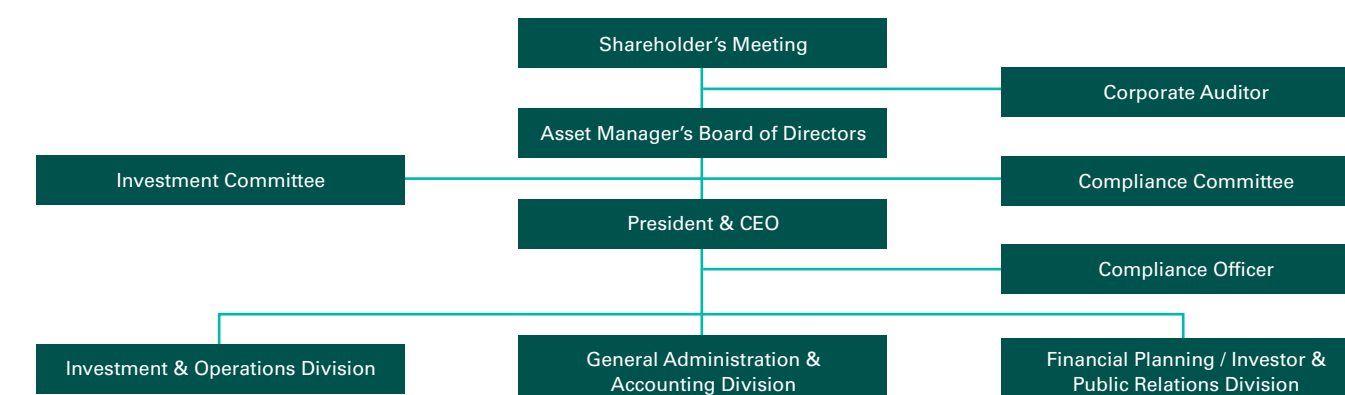 Shareholder’s Meeting
Corporate Auditor
Asset Manager’s Board of Directors
Investment Committee
Compliance Committee
President & CEO
Compliance Officer
Investment & Operations Division
General Administration &
Accounting Division
Financial Planning / Investor &
Public Relations Division